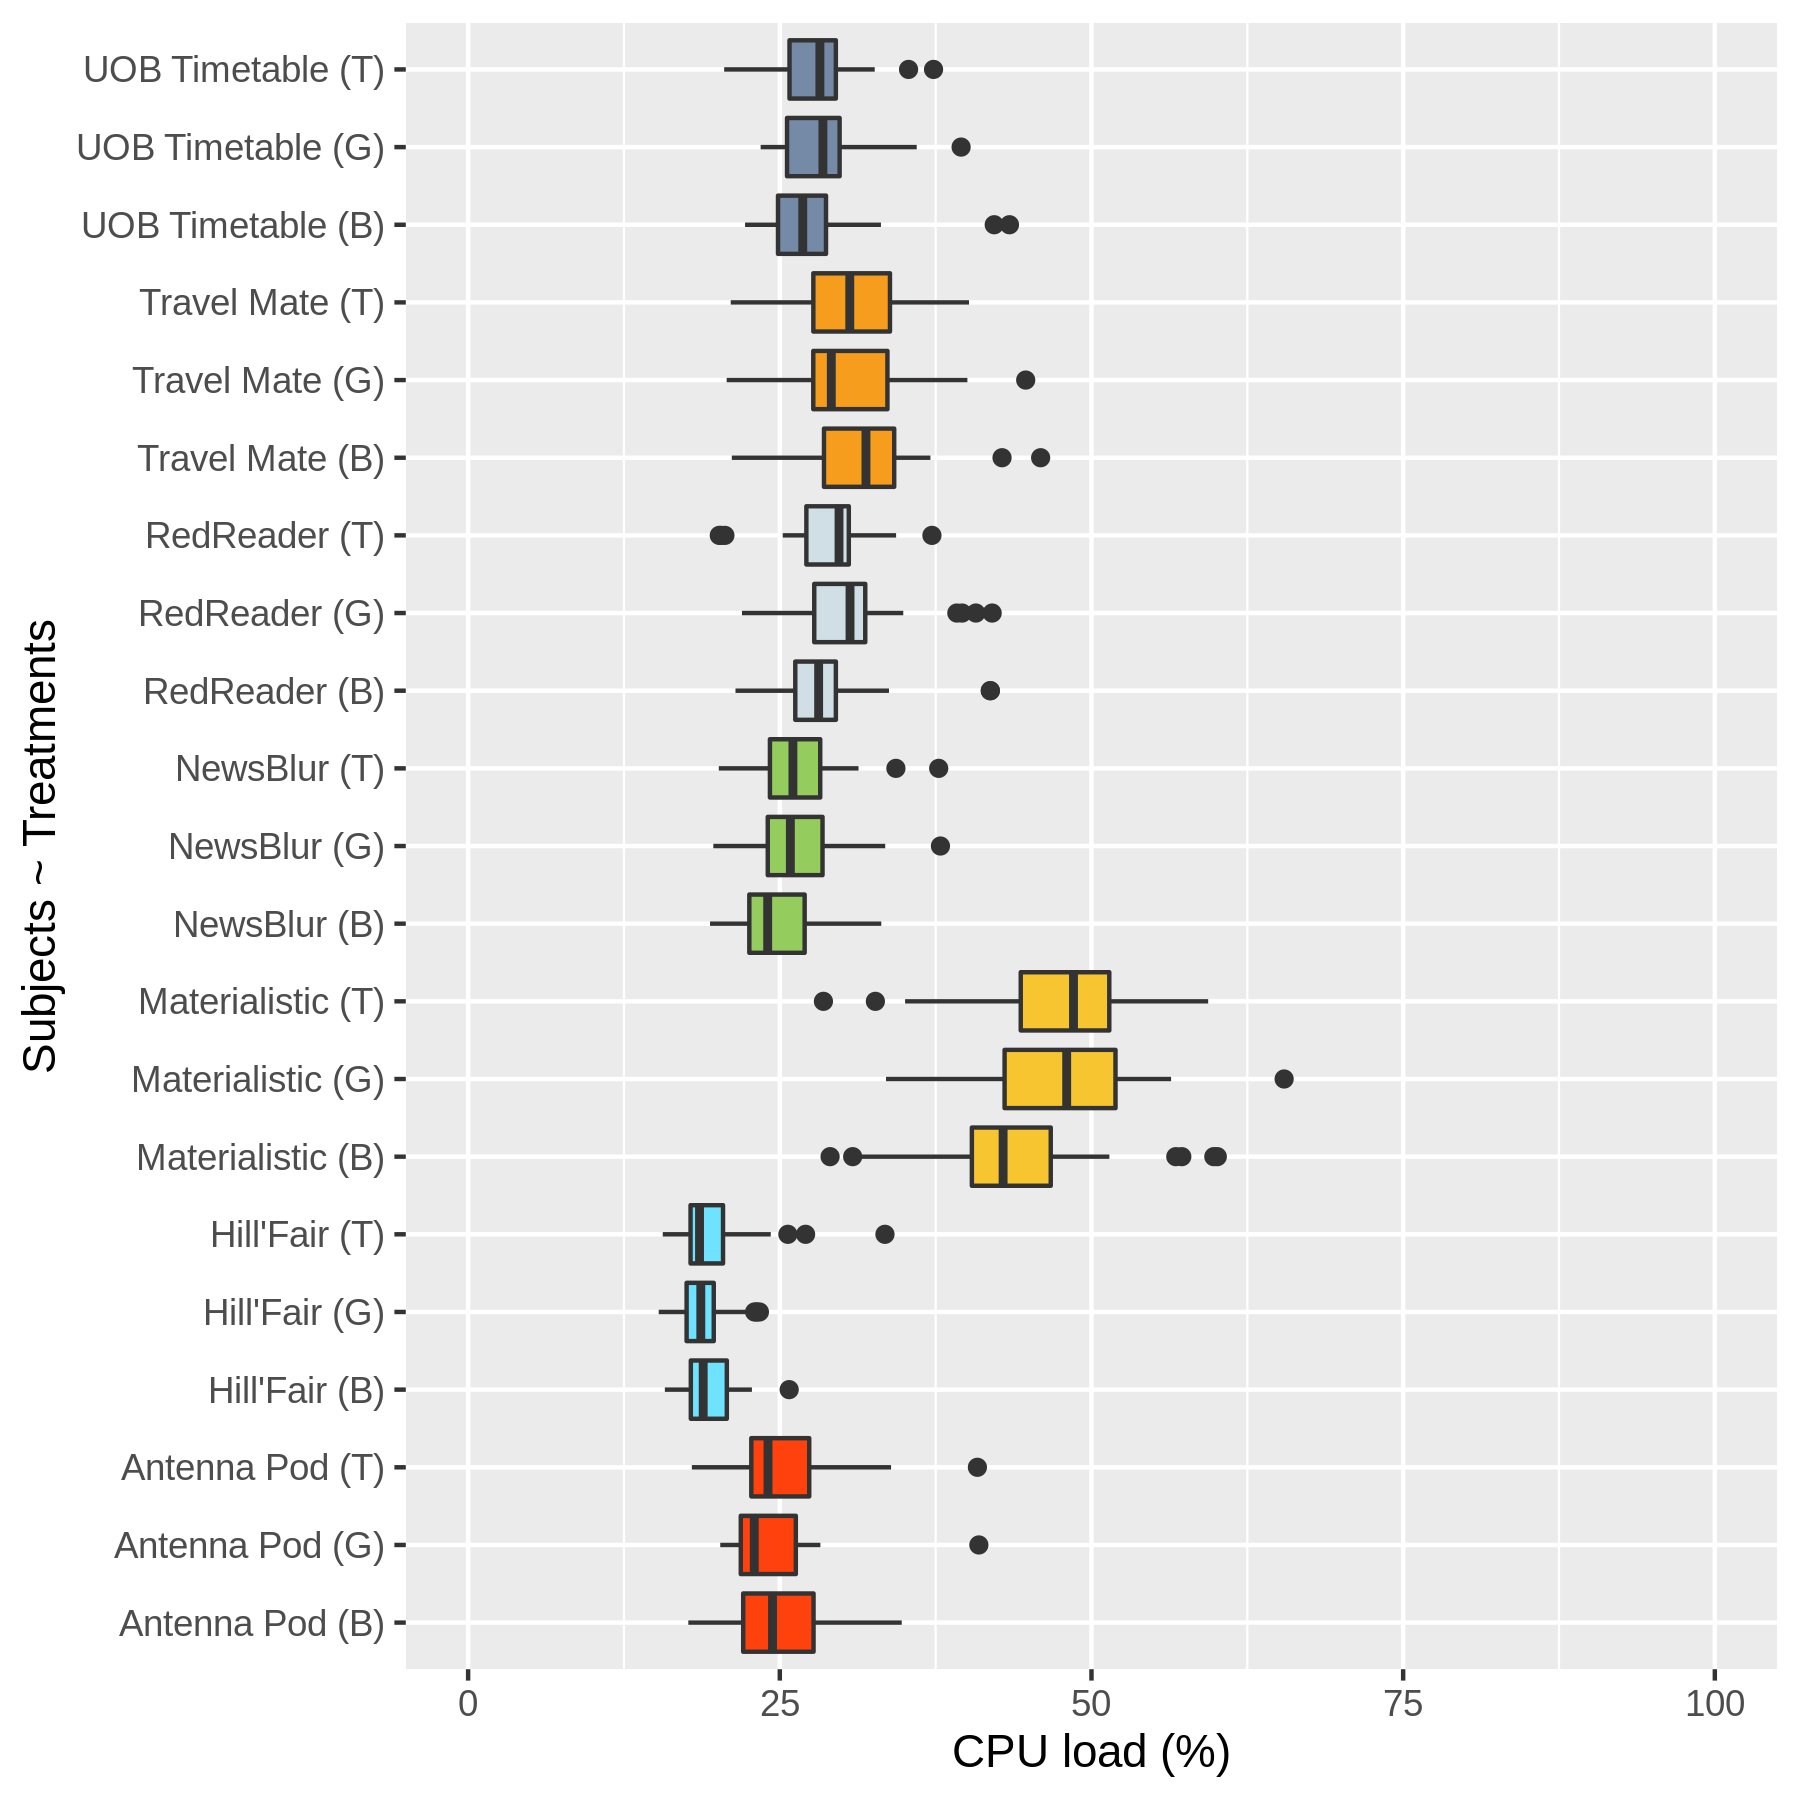 Subjects ~ Treatments
UOB Timetable (T)
UOB Timetable (G)
UOB Timetable (B)
Travel Mate (T)
Travel Mate (G)
Travel Mate (B)
RedReader (T)
RedReader (G)
RedReader (B)
NewsBlur (T)
NewsBlur (G)
NewsBlur (B)
Materialistic (T)
Materialistic (G)
Materialistic (B)
Hill'Fair (T)
Hill'Fair (G)
Hill'Fair (B)
Antenna Pod (T)
Antenna Pod (G)
Antenna Pod (B)
0 25 50 75 100
CPU load (%)